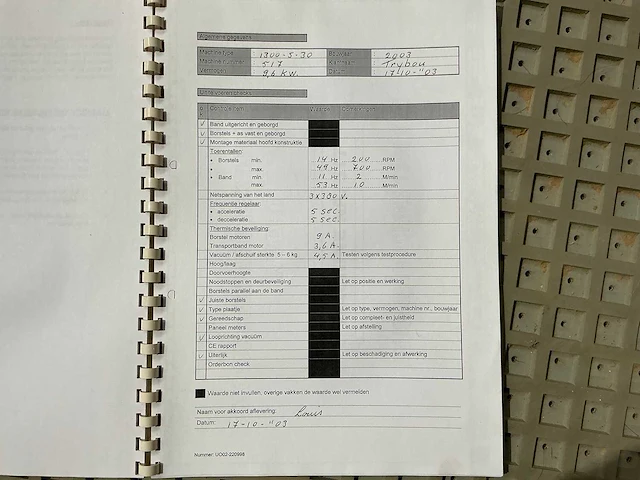 Algemene gegevens
Machine type 1300-5-30 Bouwjaar 2003
Machine nummer 517 Klantnaam Trybou
Vermogen 9,6 KW. Datum 17-10-"03
Controle item Waarde Opmerkingen
√ Band uitgericht en geborgd
√ Borstels + as vast en geborgd
√ Montage materiaal hoofd konstruktie
Toerentallen:
• Borstels min. 14 Hz 200 RPM
• max. 49 Hz 700 RPM
• Band min. 11 Hz 2 M/min
max. 53 Hz 10 M/min
Netspanning van het land 3x380 V.
Frequentie regelaar:
• acceleratie 5 sec.
• decceleratie 5 sec.
Thermische beveiliging:
Borstel motoren 9 A.
Transportband motor 3,6 A.
Vacuüm / afschuif sterkte 5 – 6 kg 4,5 A. Testen volgens testprocedure
Hoog/laag
Doorvoerhoogte
Noodstoppen en deurbeveiliging Let op positie en werking
Borstels parallel aan de band
√ Juiste borstels
√ Type plaatje Let op type, vermogen, machine nr., bouwjaar
√ Gereedschap Let op compleet- en juistheid
Paneel meters Let op afstelling
√ Looprichting vacuüm
CE rapport
√ Uiterlijk Let op beschadiging en afwerking
Orderbon check
Waarde niet invullen, overige vakken de waarde wel vermelden
Naam voor akkoord aflevering: Louis
Datum: 17-10-"03
Nummer: UO02-220998